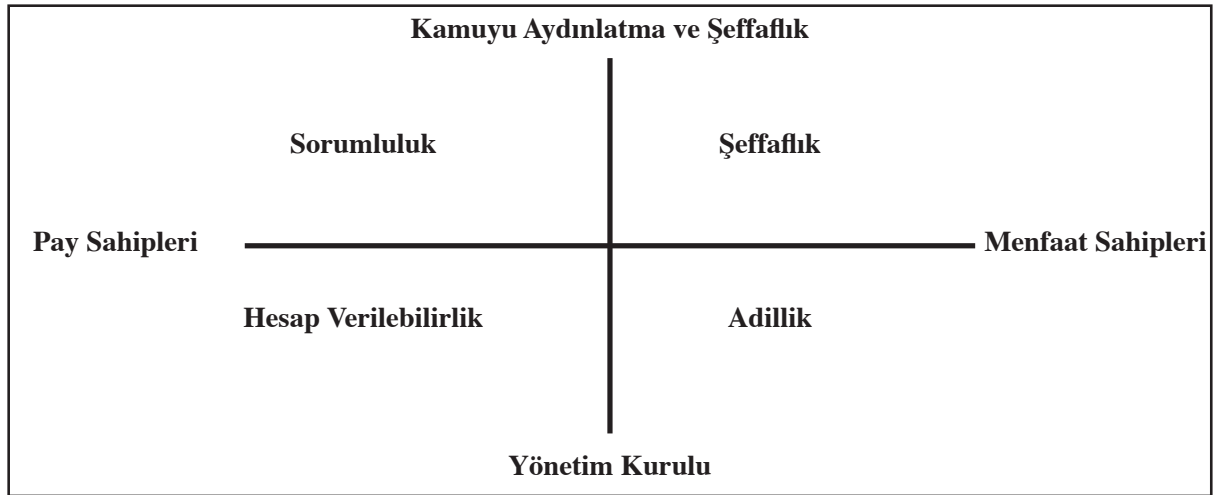 Kamuyu Aydınlatma ve Şeffaflık
Sorumluluk
Şeffaflık
Pay Sahipleri
Menfaat Sahipleri
Hesap Verilebilirlik
Adillik
Yönetim Kurulu